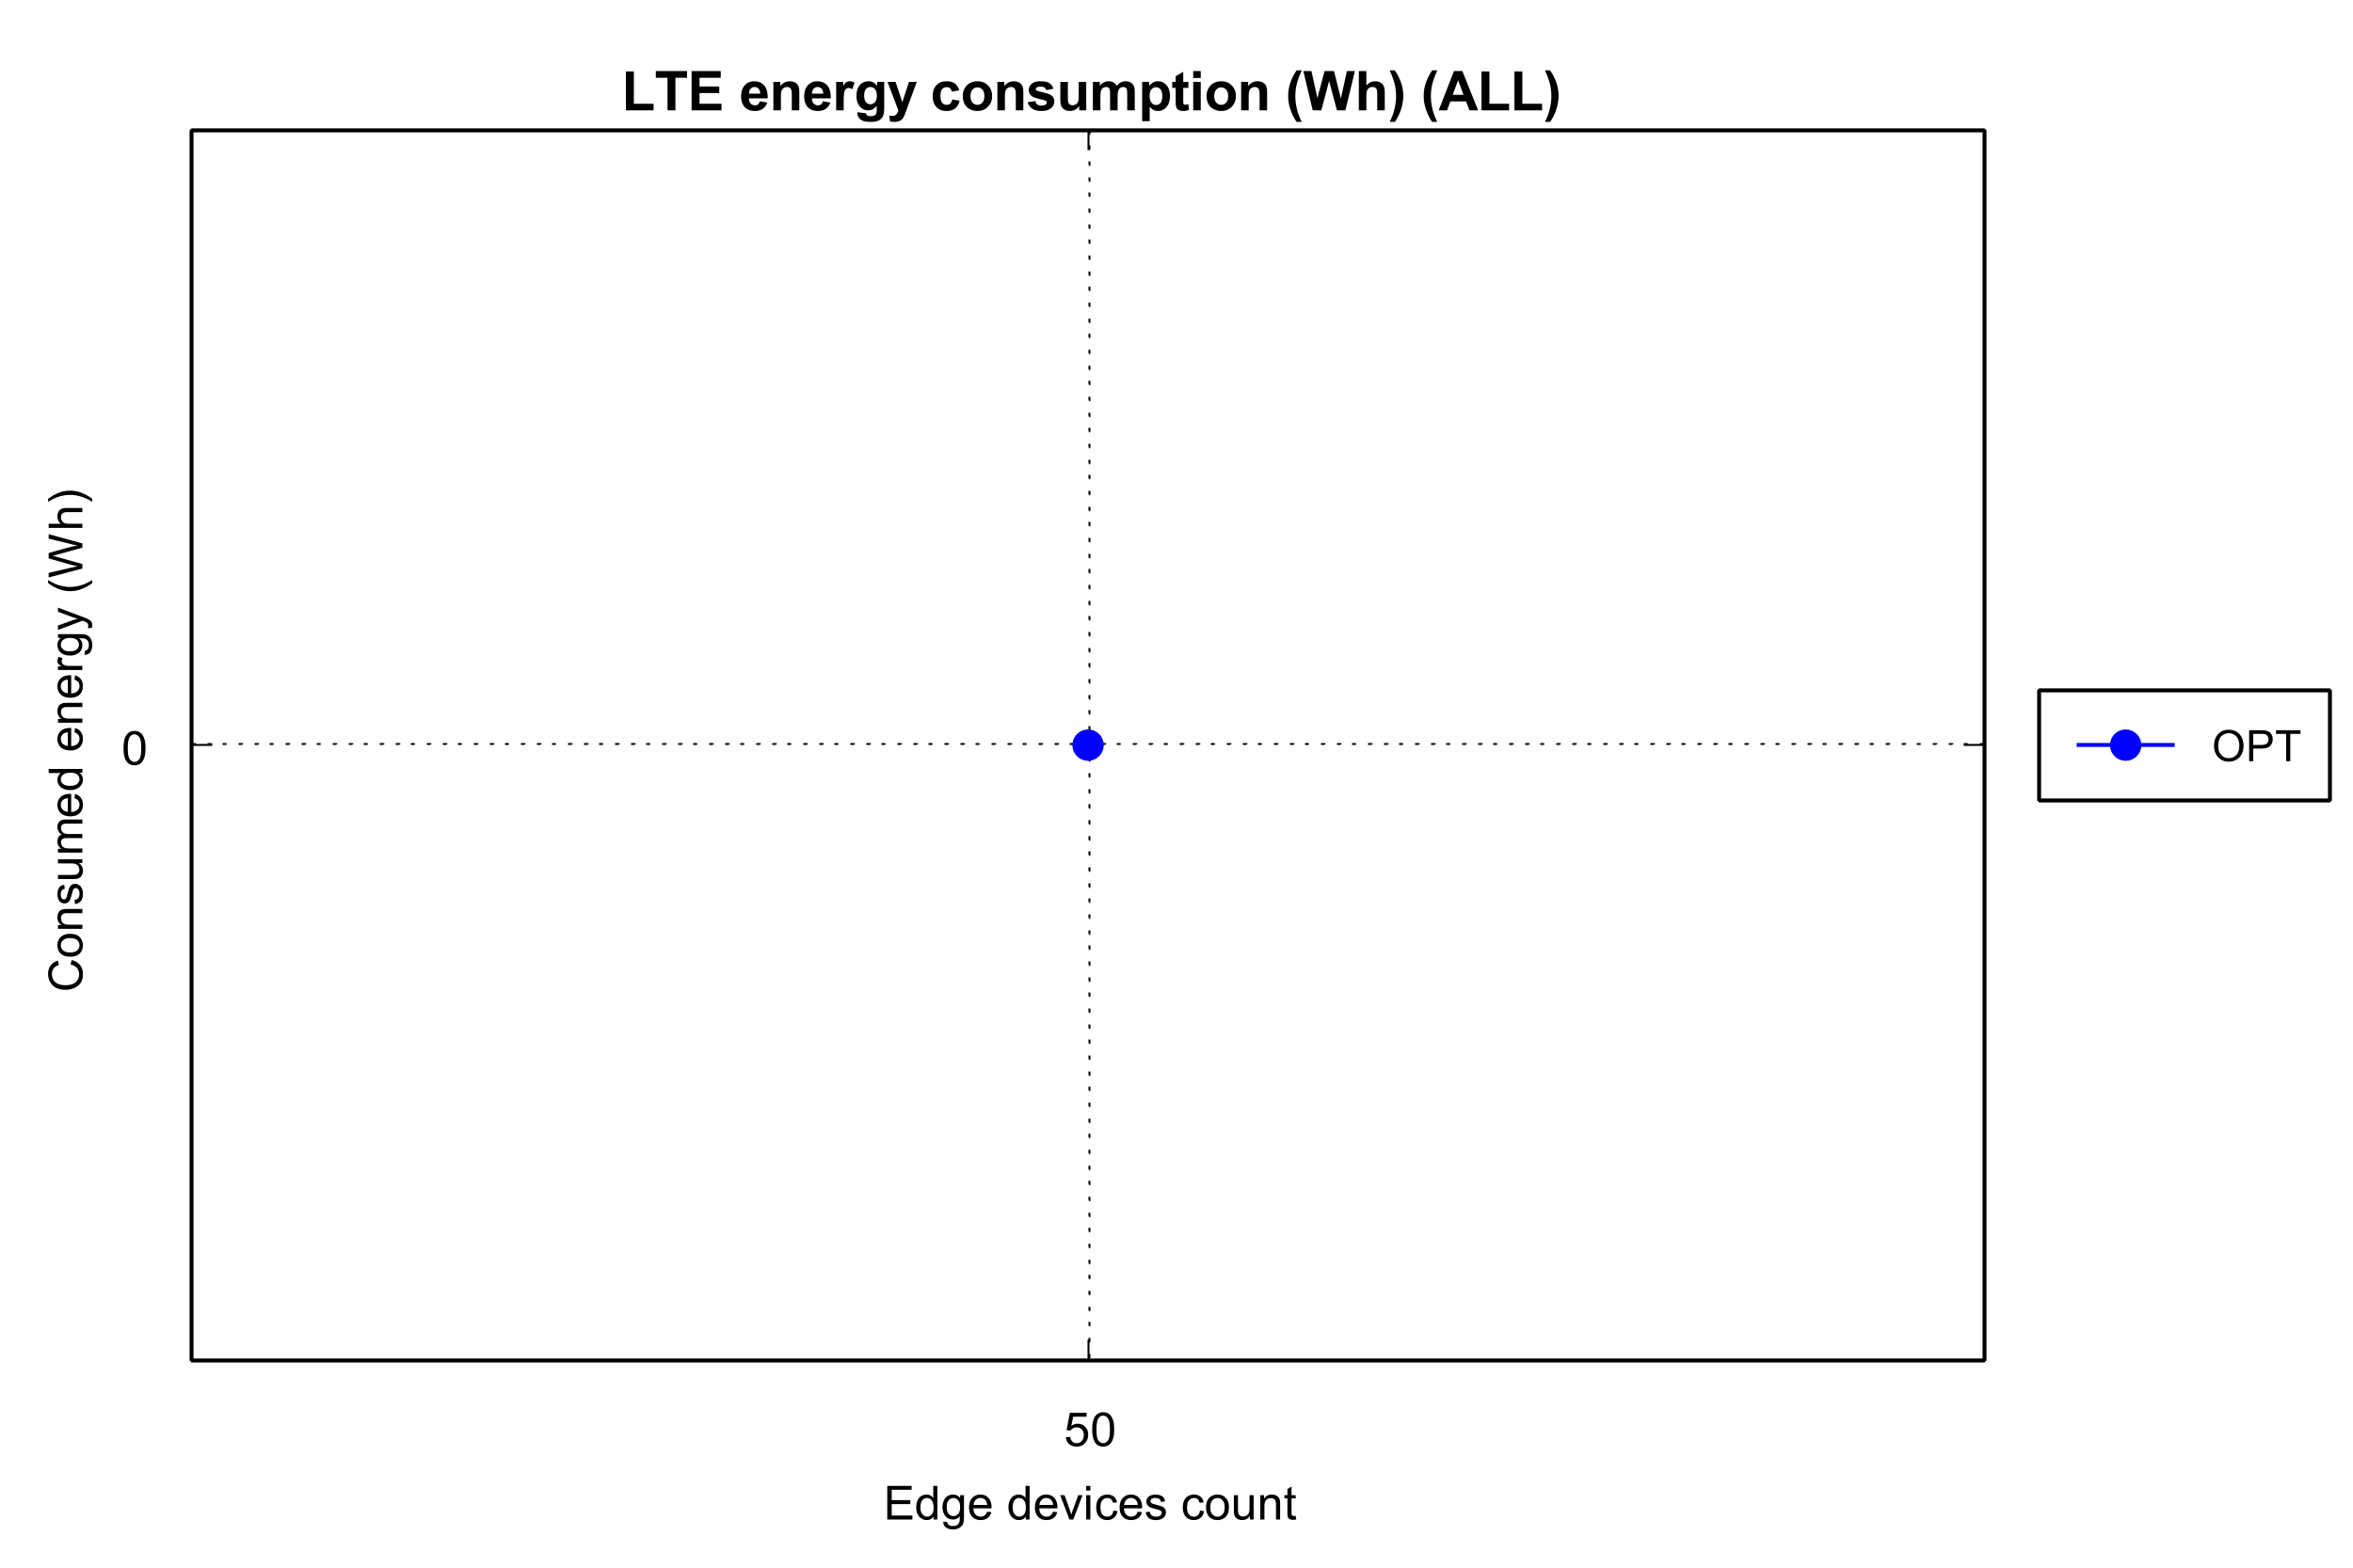 LTE energy consumption (Wh) (ALL)
Consumed energy (Wh)
0
OPT
50
Edge devices count